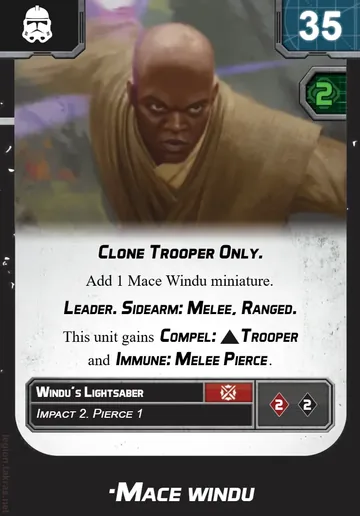 35
2
Clone Trooper Only.
Add 1 Mace Windu miniature.
Leader. Sidearm: Melee, Ranged.
This unit gains Compel: ▲Trooper
and Immune: Melee Pierce.
Windu's Lightsaber
Impact 2, Pierce 1
2 2
•Mace windu